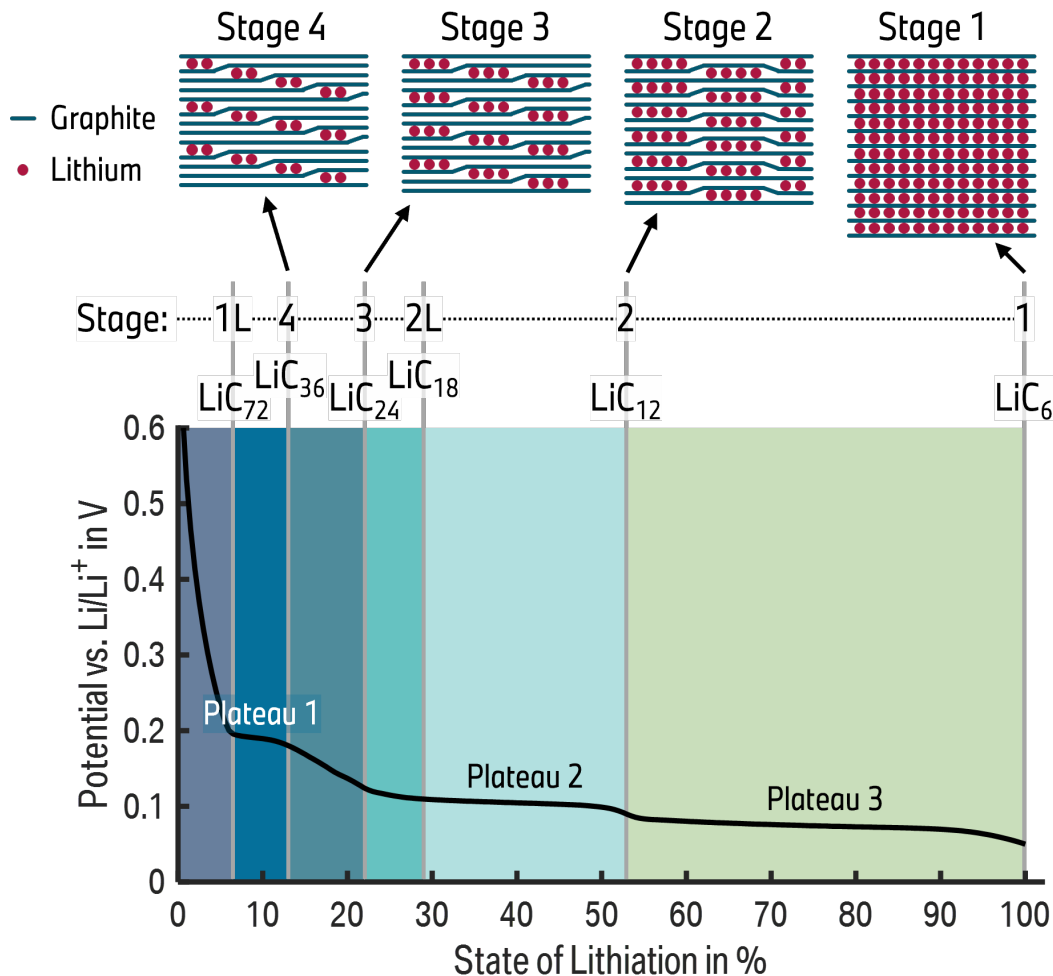 Stage 4
Stage 3
Stage 2
Stage 1
Graphite
Lithium
Stage: 1L 4 3 2L 2 1
LiC₇₂
LiC₃₆
LiC₂₄
LiC₁₈
LiC₁₂
LiC₆
Potential vs. Li/Li⁺ in V
0.6
0.5
0.4
0.3
0.2
0.1
0
Plateau 1
Plateau 2
Plateau 3
0 10 20 30 40 50 60 70 80 90 100
State of Lithiation in %